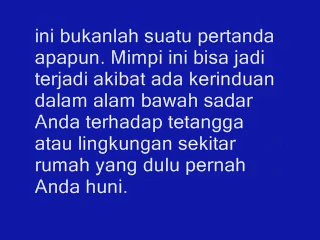 ini bukanlah suatu pertanda
apapun. Mimpi ini bisa jadi
terjadi akibat ada kerinduan
dalam alam bawah sadar
Anda terhadap tetangga
atau lingkungan sekitar
rumah yang dulu pernah
Anda huni.